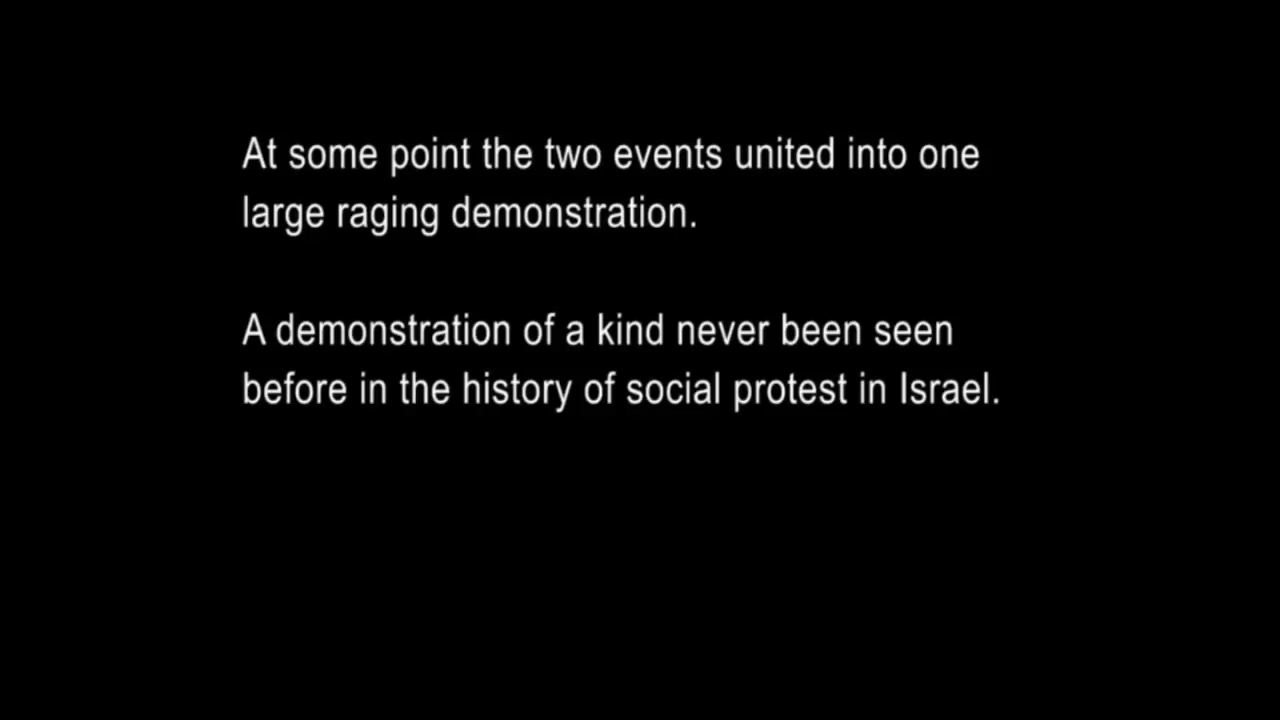 At some point the two events united into one
large raging demonstration.
A demonstration of a kind never been seen
before in the history of social protest in Israel.